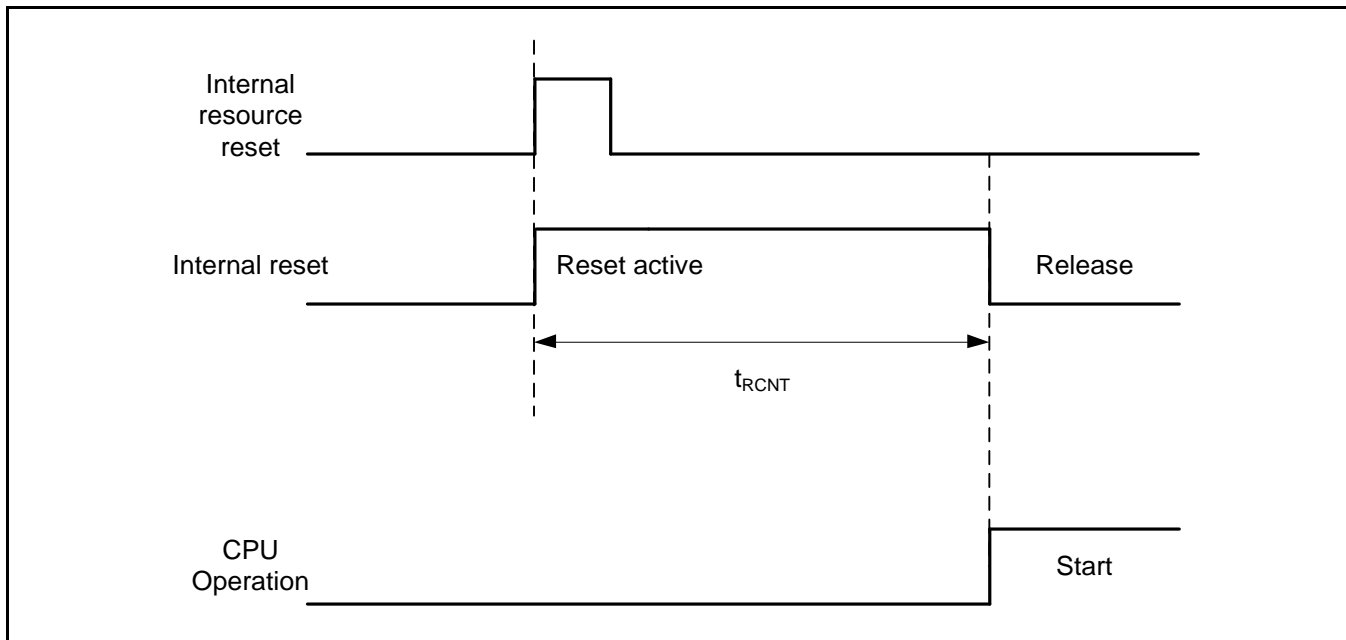 Internal
resource
reset
Internal reset
Reset active
Release
tRCNT
CPU
Operation
Start